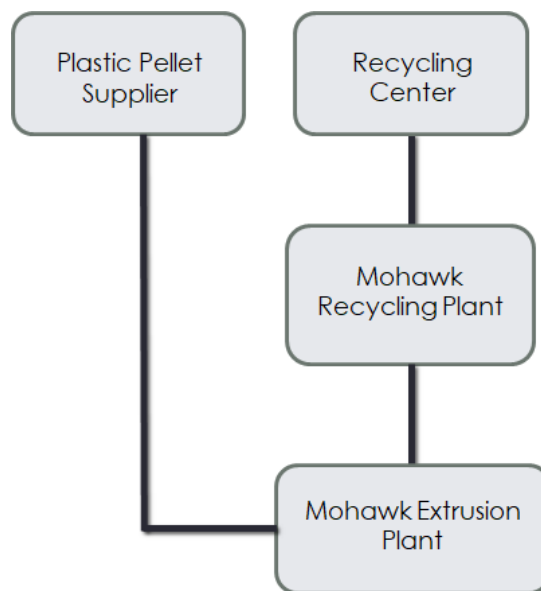 Plastic Pellet
Supplier
Recycling
Center
Mohawk
Recycling Plant
Mohawk Extrusion
Plant